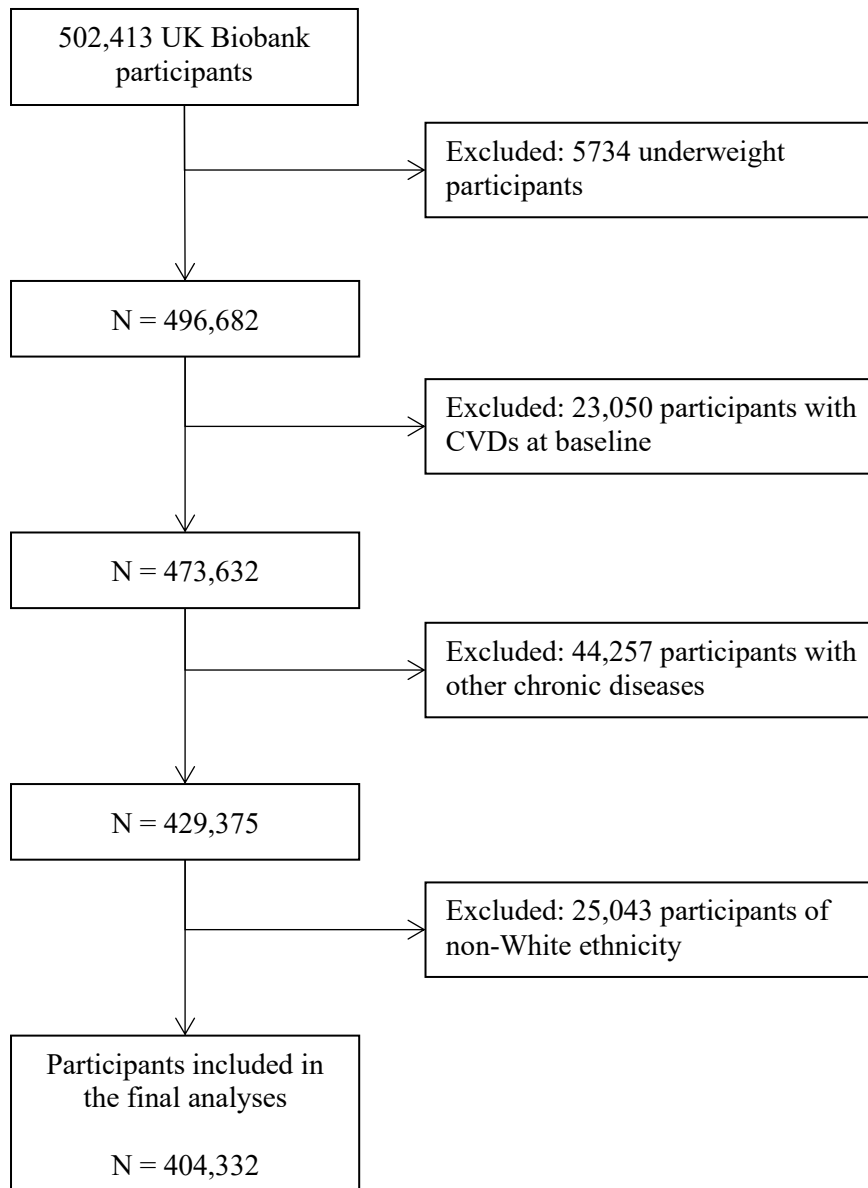 502,413 UK Biobank
participants
Excluded: 5734 underweight
participants
N = 496,682
Excluded: 23,050 participants with
CVDs at baseline
N = 473,632
Excluded: 44,257 participants with
other chronic diseases
N = 429,375
Excluded: 25,043 participants of
non-White ethnicity
Participants included in
the final analyses
N = 404,332